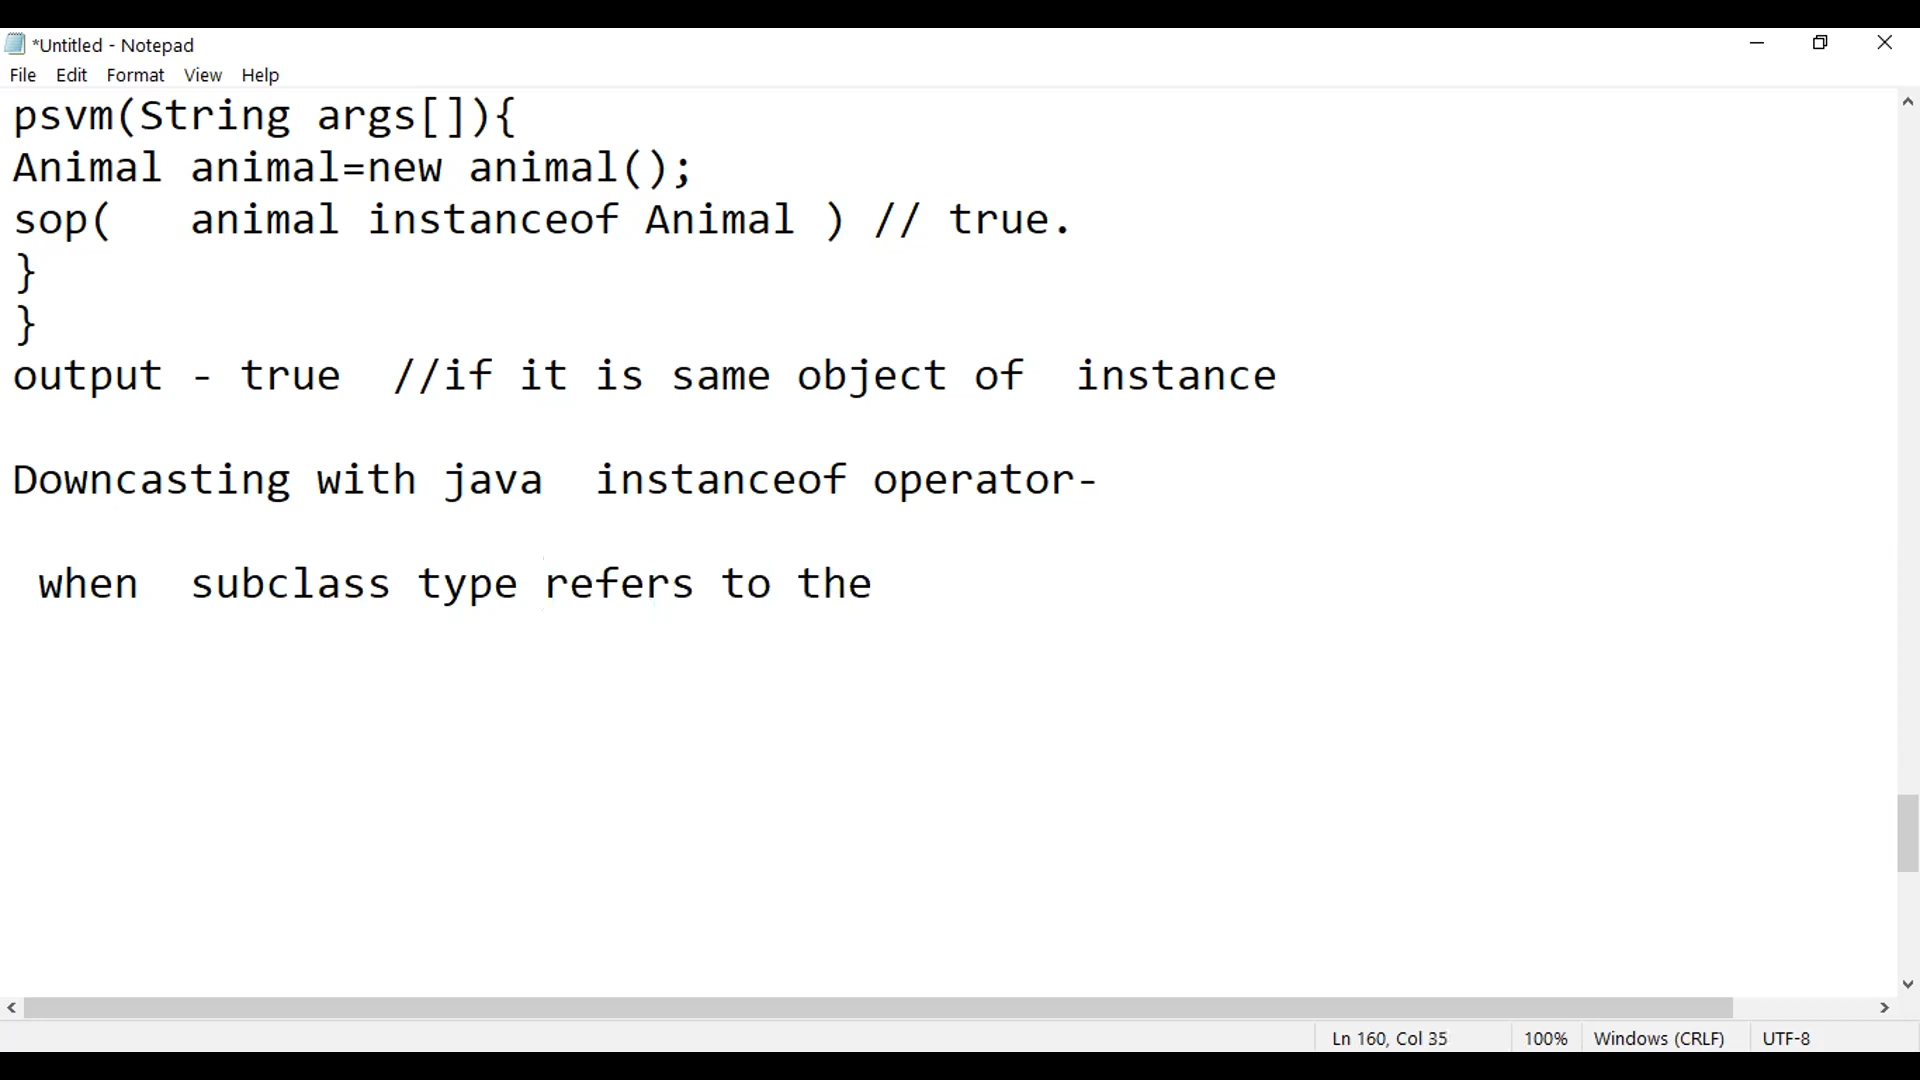 *Untitled - Notepad
File Edit Format View Help
psvm(String args[]){
Animal animal=new animal();
sop(   animal instanceof Animal ) // true.
}
}
output - true  //if it is same object of  instance
Downcasting with java  instanceof operator-
when  subclass type refers to the
Ln 160, Col 35 100% Windows (CRLF) UTF-8